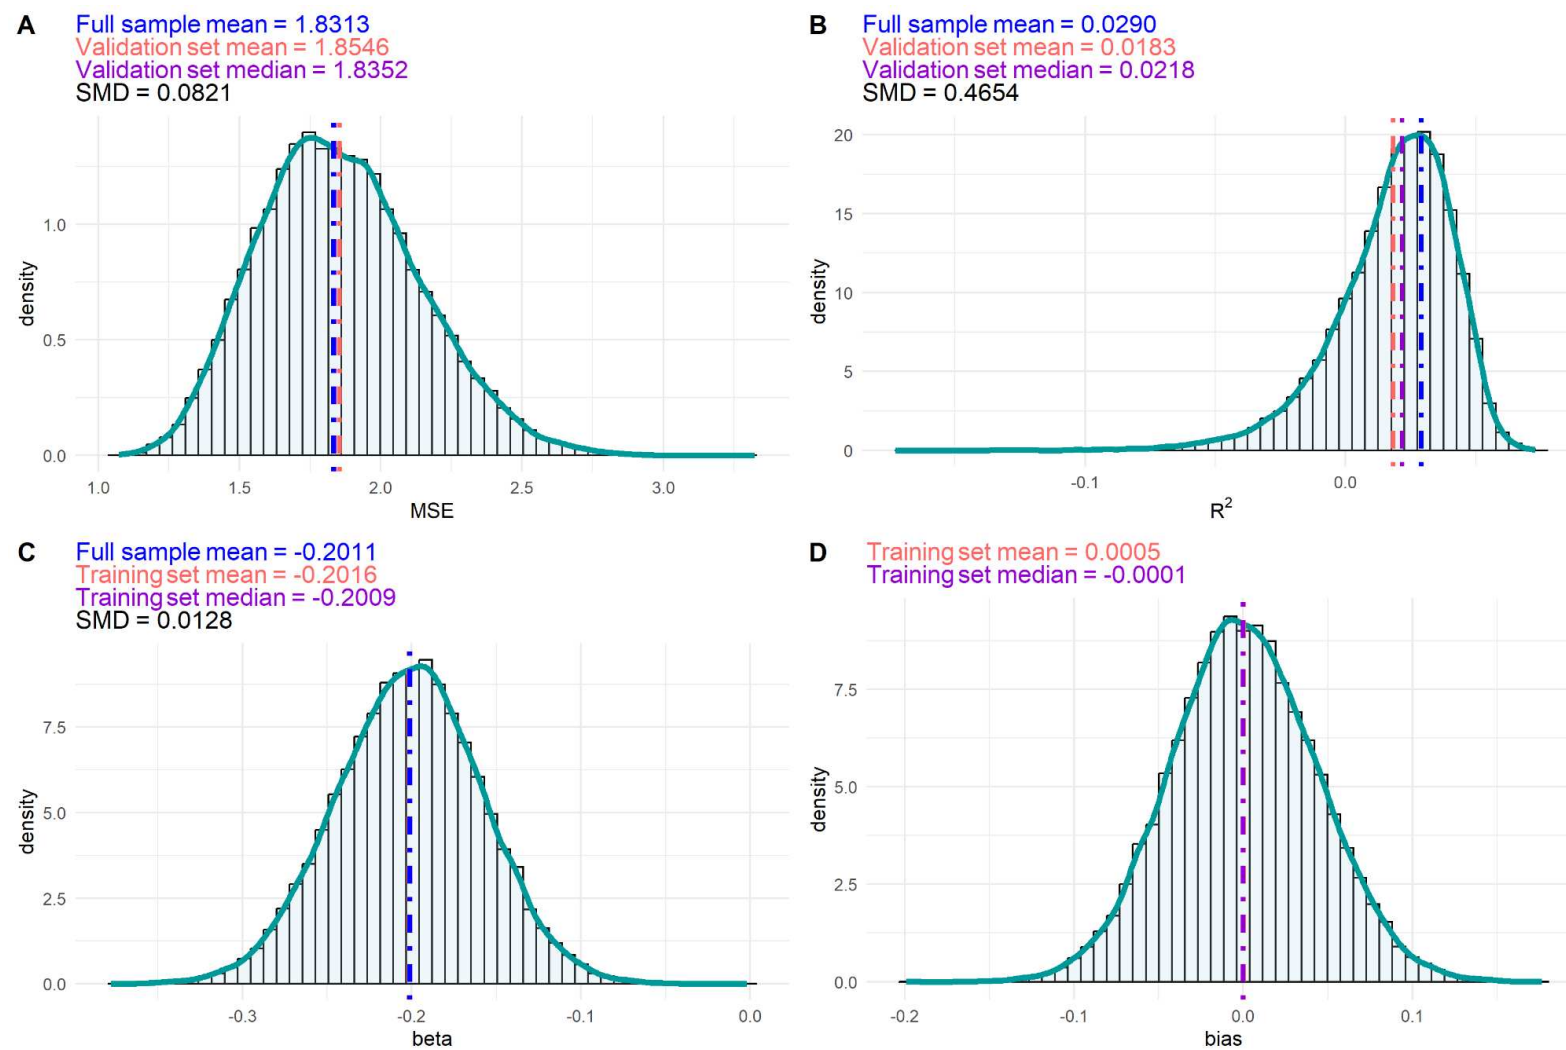 A
Full sample mean = 1.8313
Validation set mean = 1.8546
Validation set median = 1.8352
SMD = 0.0821
density
1.0
0.5
0.0
1.0 1.5 2.0 2.5 3.0
MSE
B
Full sample mean = 0.0290
Validation set mean = 0.0183
Validation set median = 0.0218
SMD = 0.4654
density
20
15
10
5
0
-0.1 0.0
R²
C
Full sample mean = -0.2011
Training set mean = -0.2016
Training set median = -0.2009
SMD = 0.0128
density
7.5
5.0
2.5
0.0
-0.3 -0.2 -0.1 0.0
beta
D
Training set mean = 0.0005
Training set median = -0.0001
density
7.5
5.0
2.5
0.0
-0.2 -0.1 0.0 0.1
bias